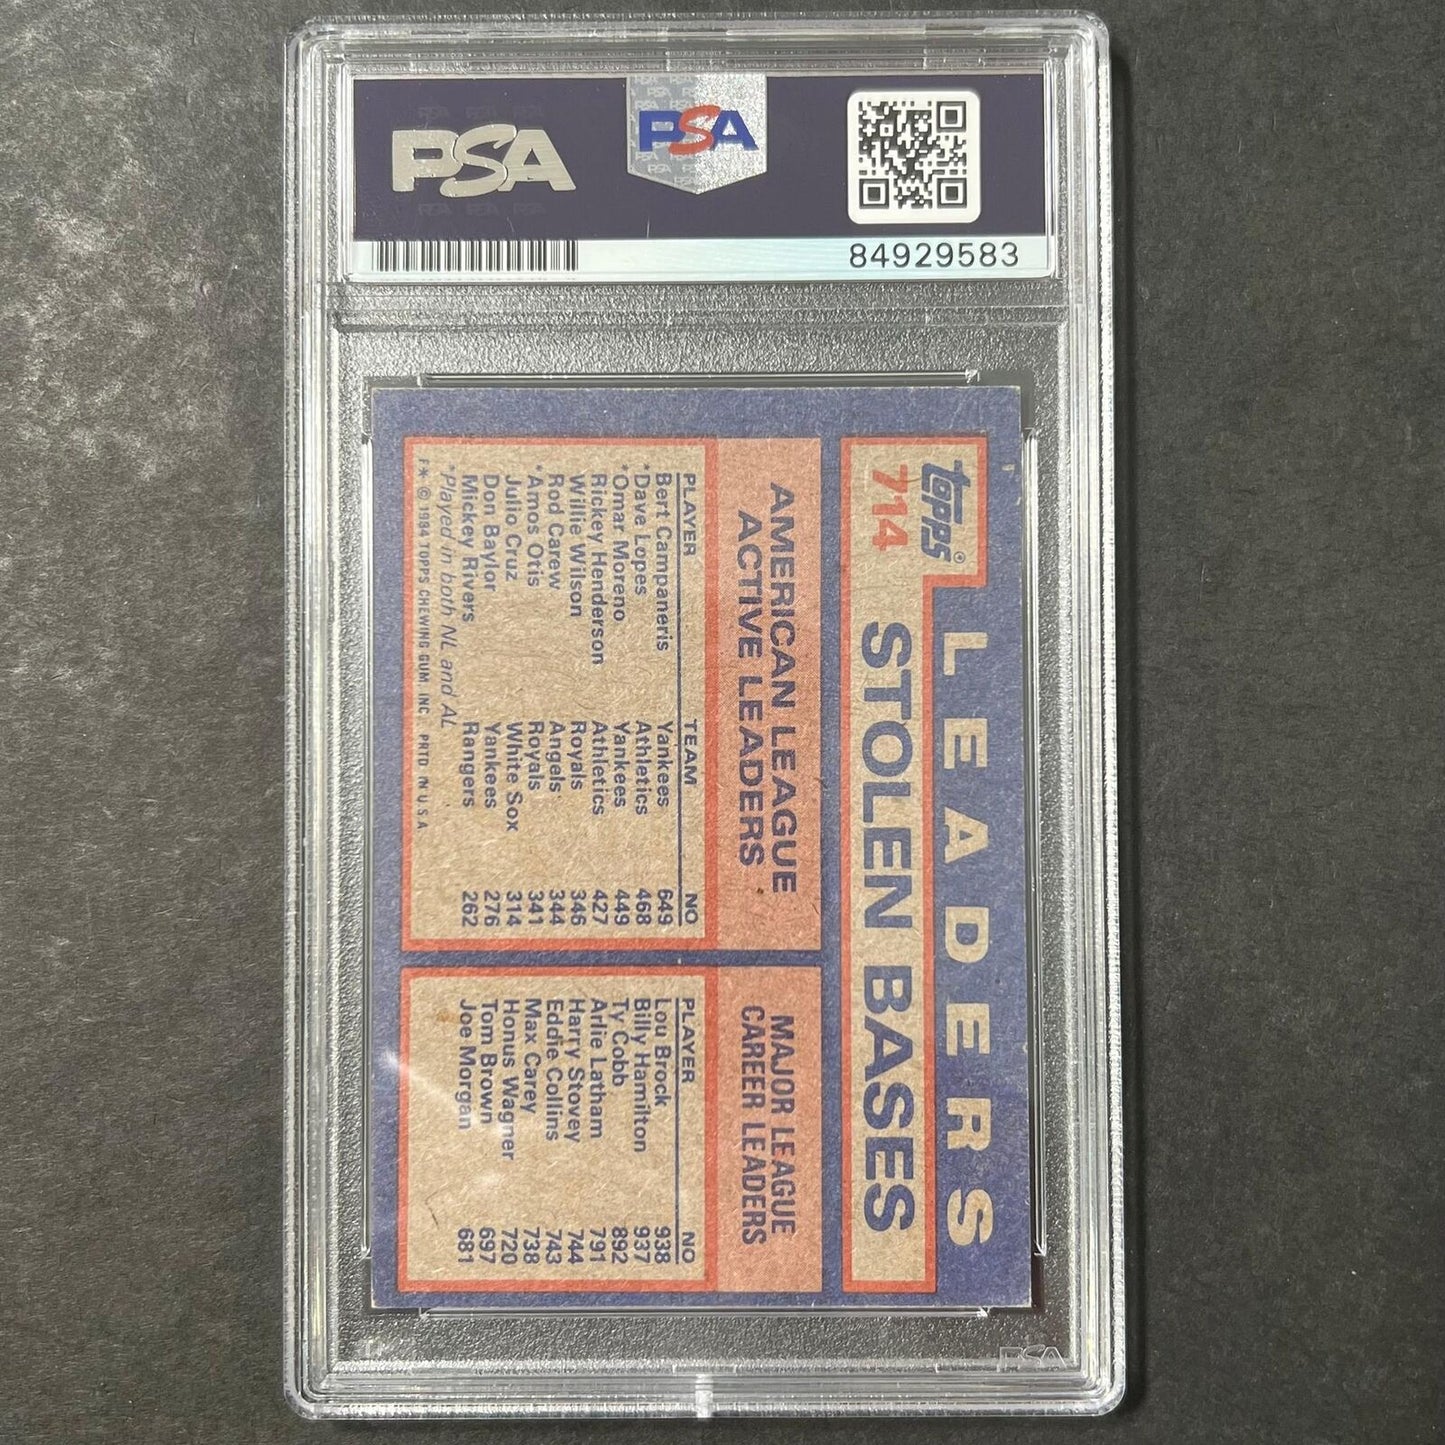 PSA
PSA
84929583
topps
714
LEADERS
STOLEN BASES
AMERICAN LEAGUE
ACTIVE LEADERS
PLAYER TEAM NO
Bert Campaneris Yankees 649
*Dave Lopes Athletics 468
*Omar Moreno Yankees 449
Rickey Henderson Athletics 427
Willie Wilson Royals 346
Rod Carew Angels 344
*Amos Otis Royals 341
Julio Cruz White Sox 314
Don Baylor Yankees 276
Mickey Rivers Rangers 262
*Played in both NL and AL
F* © 1984 TOPPS CHEWING GUM, INC. PRTD. IN U.S.A.
MAJOR LEAGUE
CAREER LEADERS
PLAYER NO
Lou Brock 938
Billy Hamilton 937
Ty Cobb 892
Arlie Latham 791
Harry Stovey 744
Eddie Collins 743
Max Carey 738
Honus Wagner 720
Tom Brown 697
Joe Morgan 681
PSA